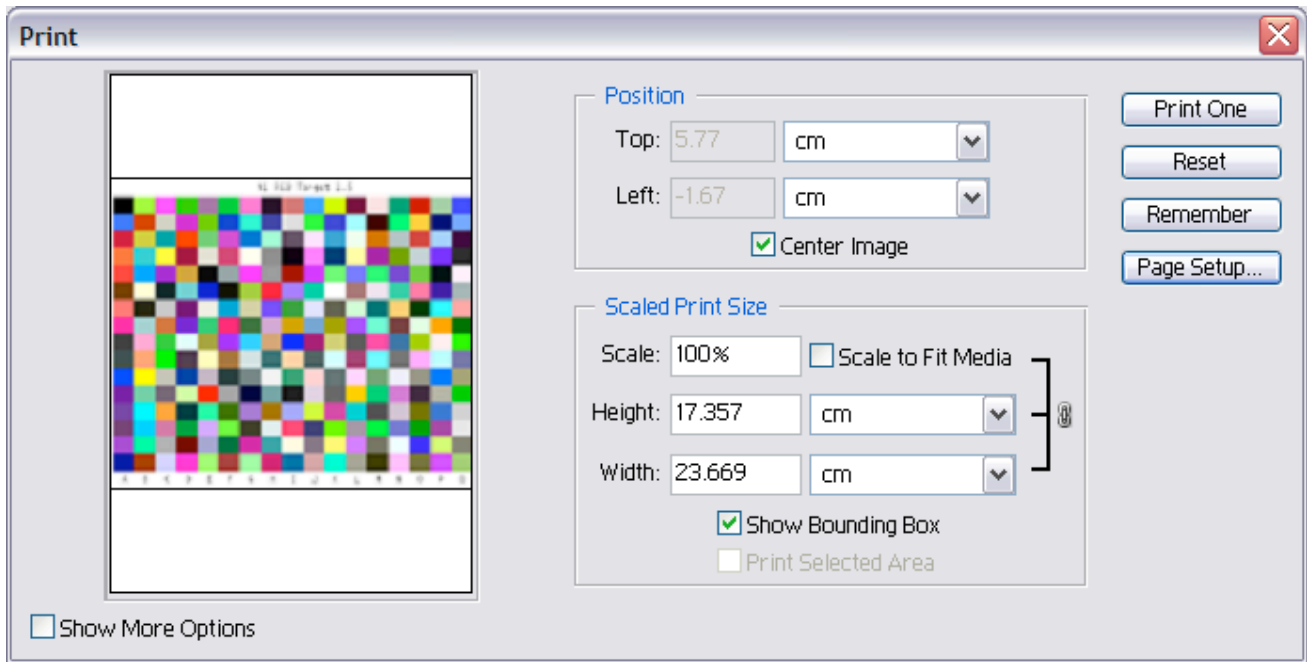 Print
Position
Top: 5.77 cm
Left: -1.67 cm
Center Image
Scaled Print Size
Scale: 100% Scale to Fit Media
Height: 17.357 cm
Width: 23.669 cm
Show Bounding Box
Print Selected Area
Print One
Reset
Remember
Page Setup...
Show More Options